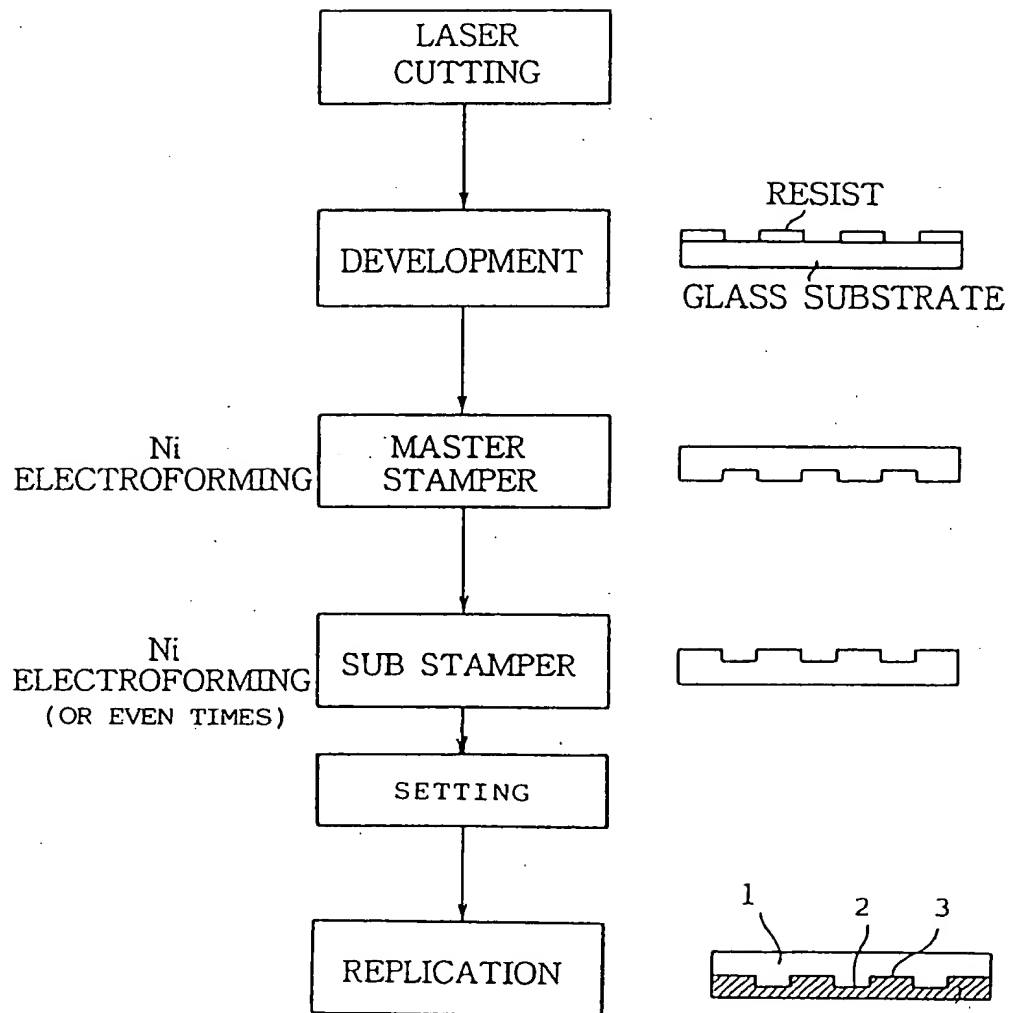 LASER
CUTTING
RESIST
DEVELOPMENT
GLASS SUBSTRATE
Ni
ELECTROFORMING
MASTER
STAMPER
Ni
ELECTROFORMING
(OR EVEN TIMES)
SUB STAMPER
SETTING
1
2
3
REPLICATION